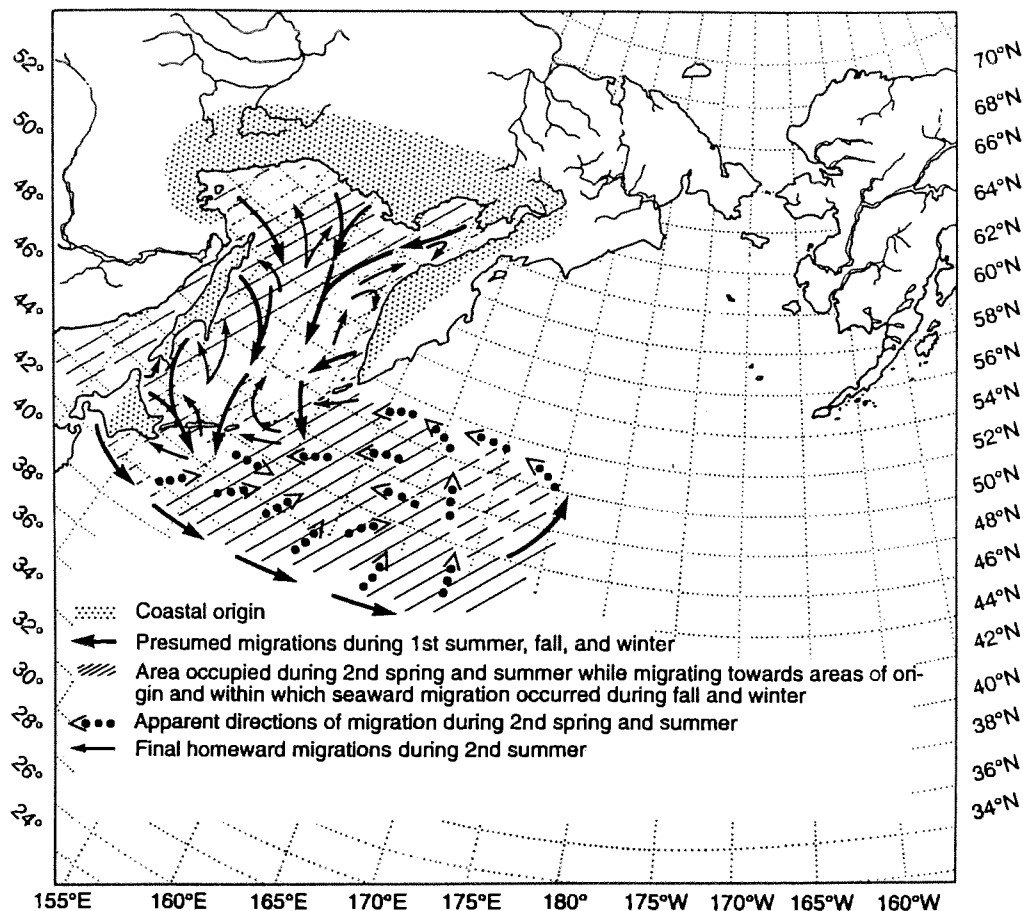 52°
50°
48°
46°
44°
42°
40°
38°
36°
34°
32°
30°
28°
26°
24°
70°N
68°N
66°N
64°N
62°N
60°N
58°N
56°N
54°N
52°N
50°N
48°N
46°N
44°N
42°N
40°N
38°N
36°N
34°N
Coastal origin
Presumed migrations during 1st summer, fall, and winter
Area occupied during 2nd spring and summer while migrating towards areas of ori-
gin and within which seaward migration occurred during fall and winter
Apparent directions of migration during 2nd spring and summer
Final homeward migrations during 2nd summer
155°E 160°E 165°E 170°E 175°E 180° 175°W 170°W 165°W 160°W